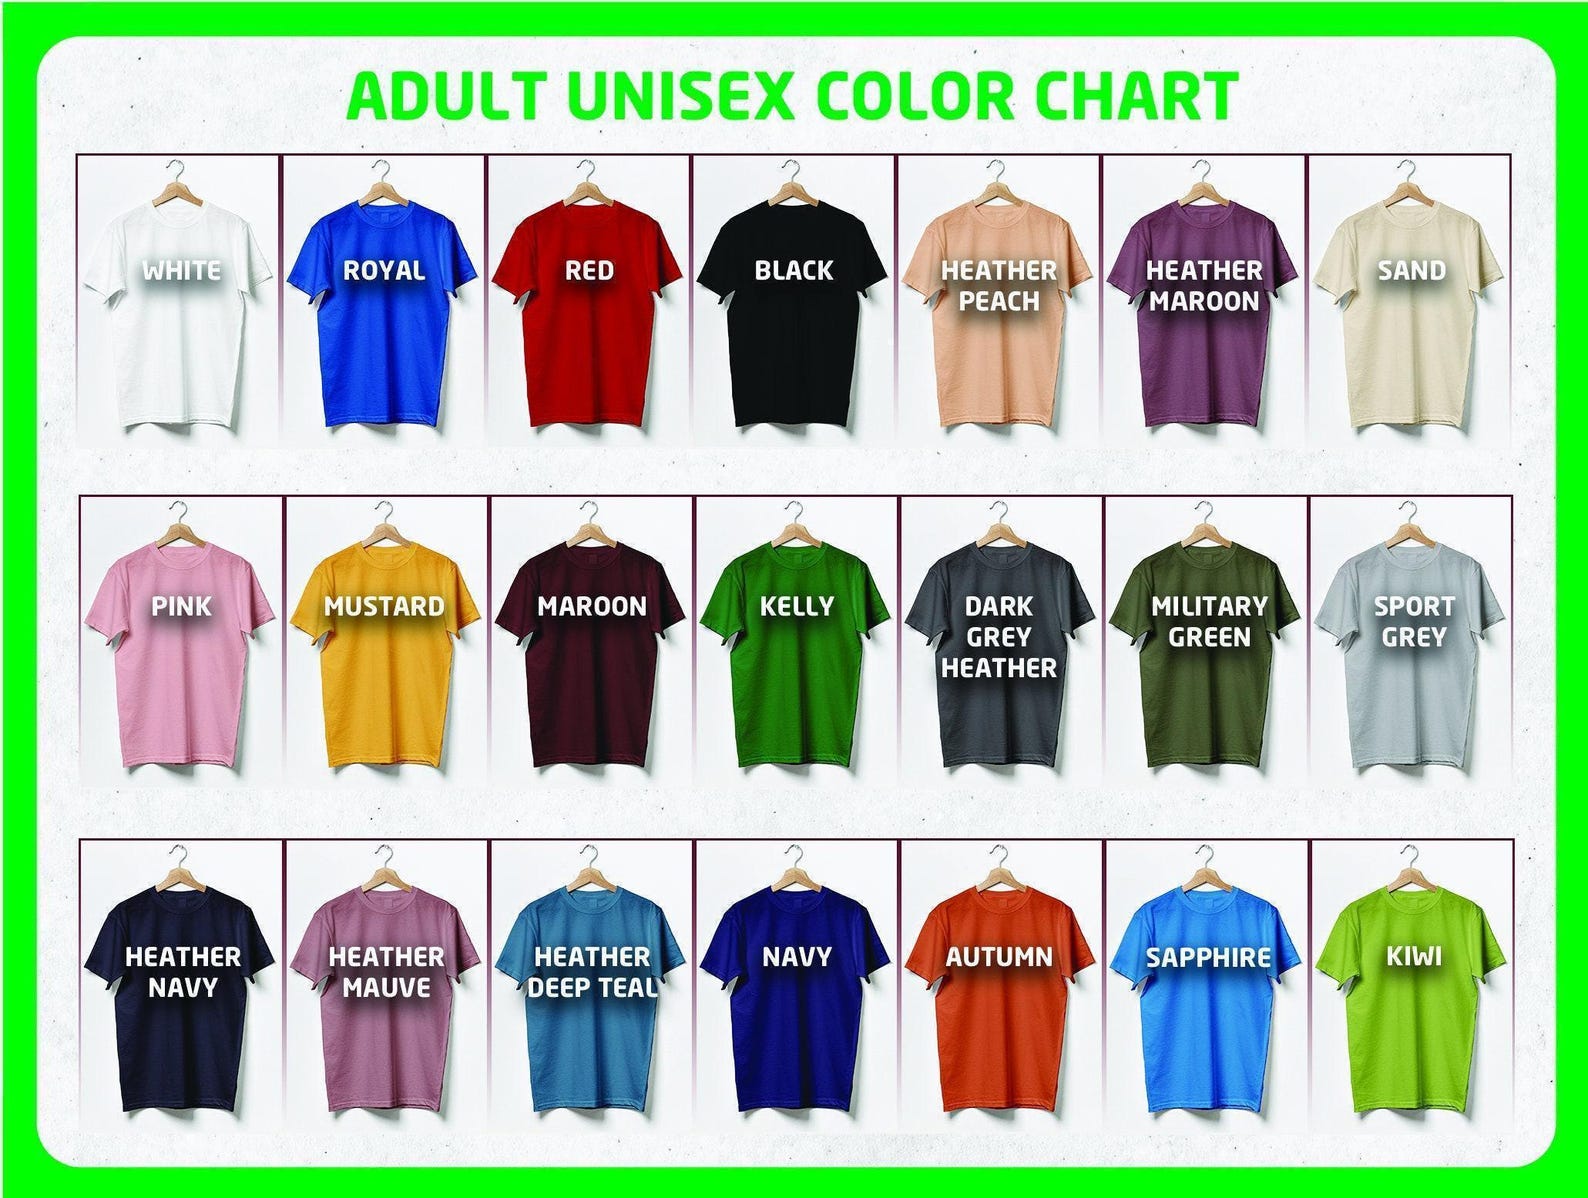 ADULT UNISEX COLOR CHART
WHITE
ROYAL
RED
BLACK
HEATHER
PEACH
HEATHER
MAROON
SAND
PINK
MUSTARD
MAROON
KELLY
DARK
GREY
HEATHER
MILITARY
GREEN
SPORT
GREY
HEATHER
NAVY
HEATHER
MAUVE
HEATHER
DEEP TEAL
NAVY
AUTUMN
SAPPHIRE
KIWI